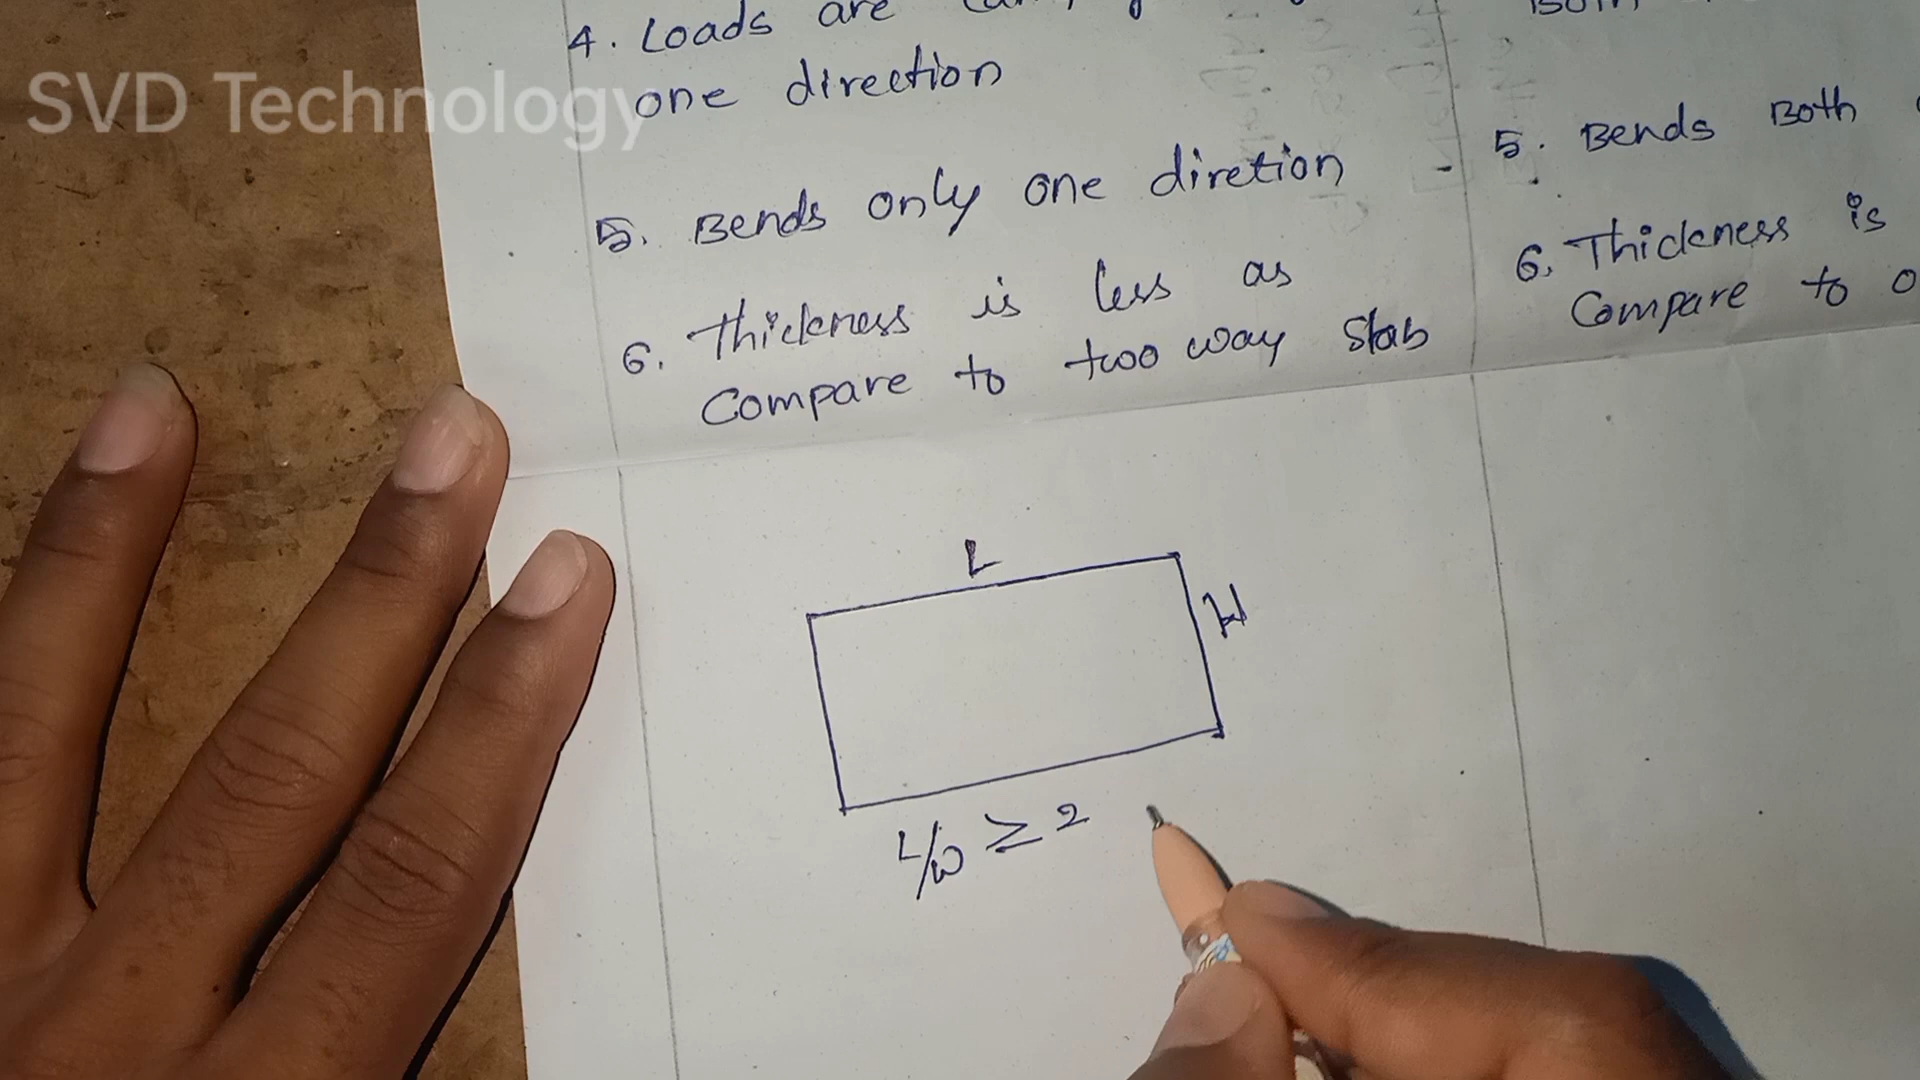 4. Loads are
one direction
SVD Technology
5. Bends only one diretion
6. Thickness is less as
Compare to two way Slab
5. Bends Both
6. Thickness is
Compare to
L
W
L/W ≥ 2